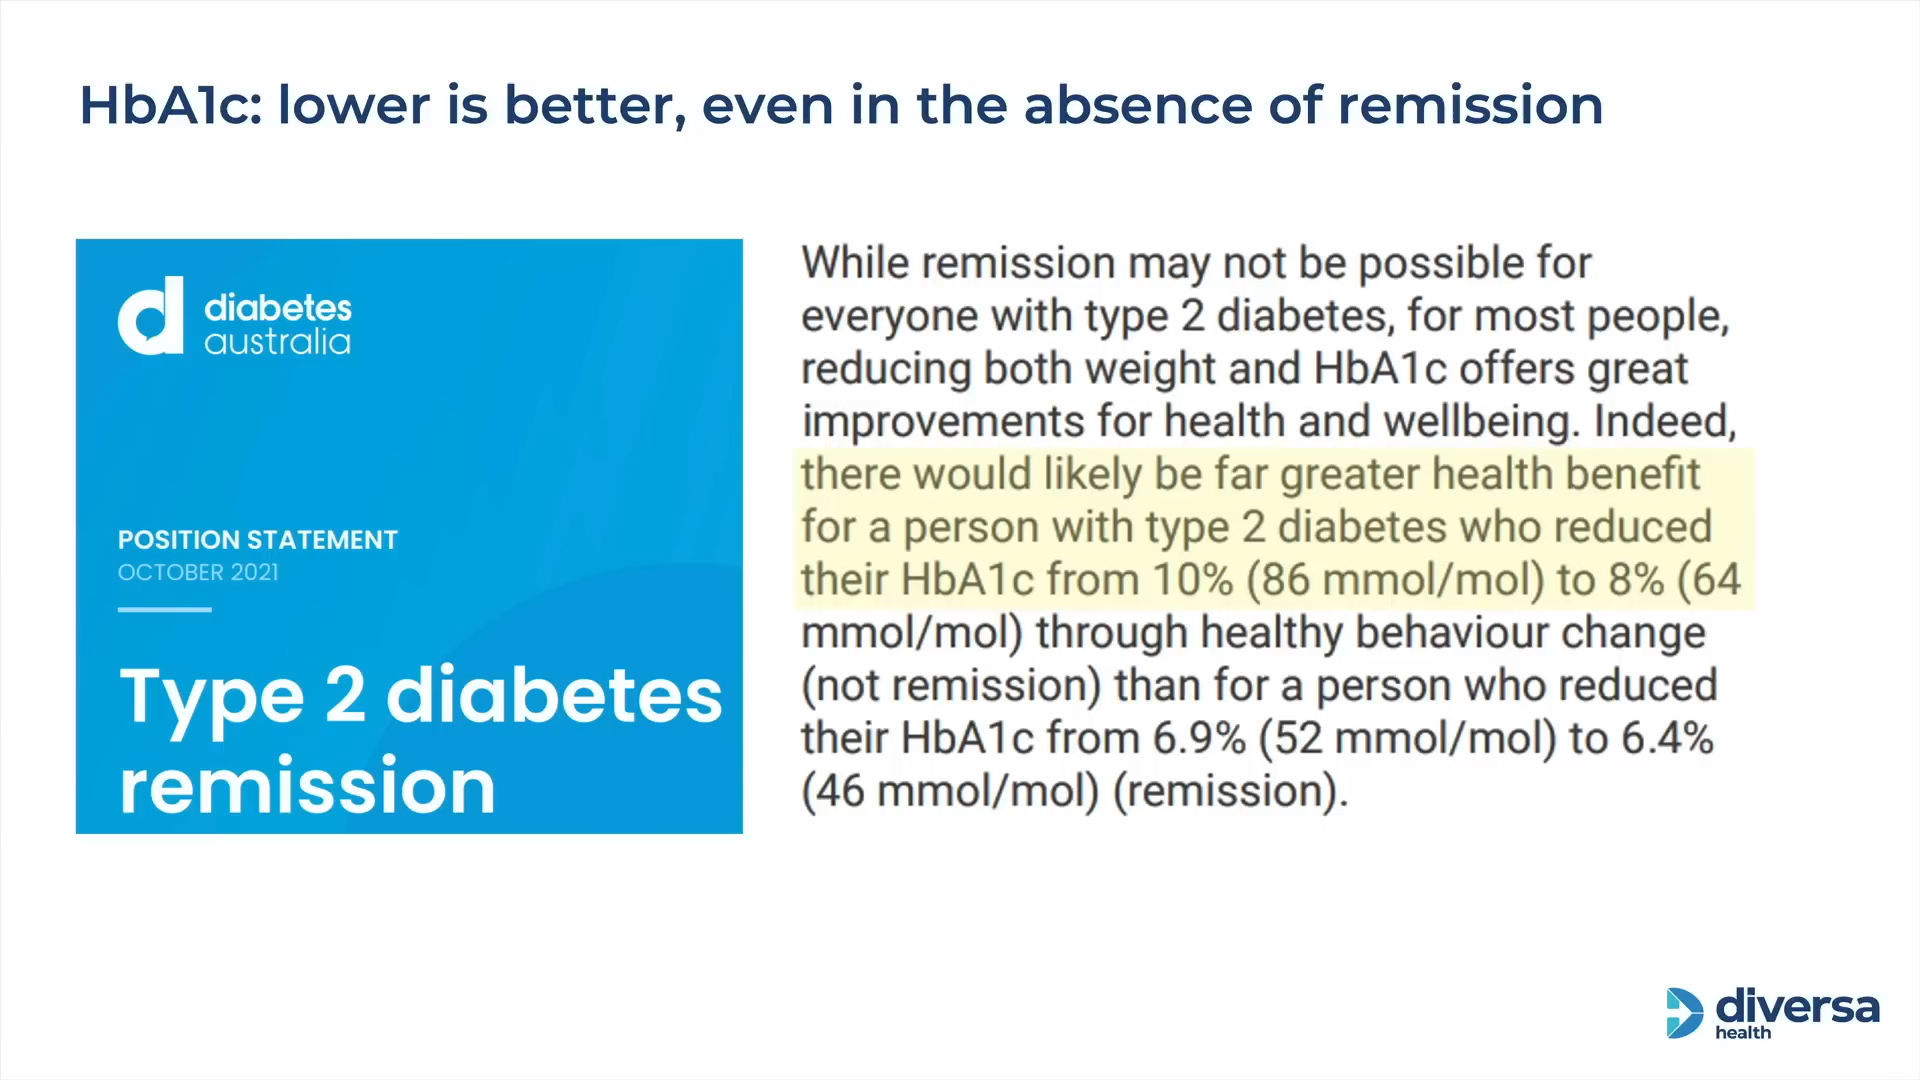 HbA1c: lower is better, even in the absence of remission
diabetes
australia
POSITION STATEMENT
OCTOBER 2021
Type 2 diabetes
remission
While remission may not be possible for
everyone with type 2 diabetes, for most people,
reducing both weight and HbA1c offers great
improvements for health and wellbeing. Indeed,
there would likely be far greater health benefit
for a person with type 2 diabetes who reduced
their HbA1c from 10% (86 mmol/mol) to 8% (64
mmol/mol) through healthy behaviour change
(not remission) than for a person who reduced
their HbA1c from 6.9% (52 mmol/mol) to 6.4%
(46 mmol/mol) (remission).
diversa
health